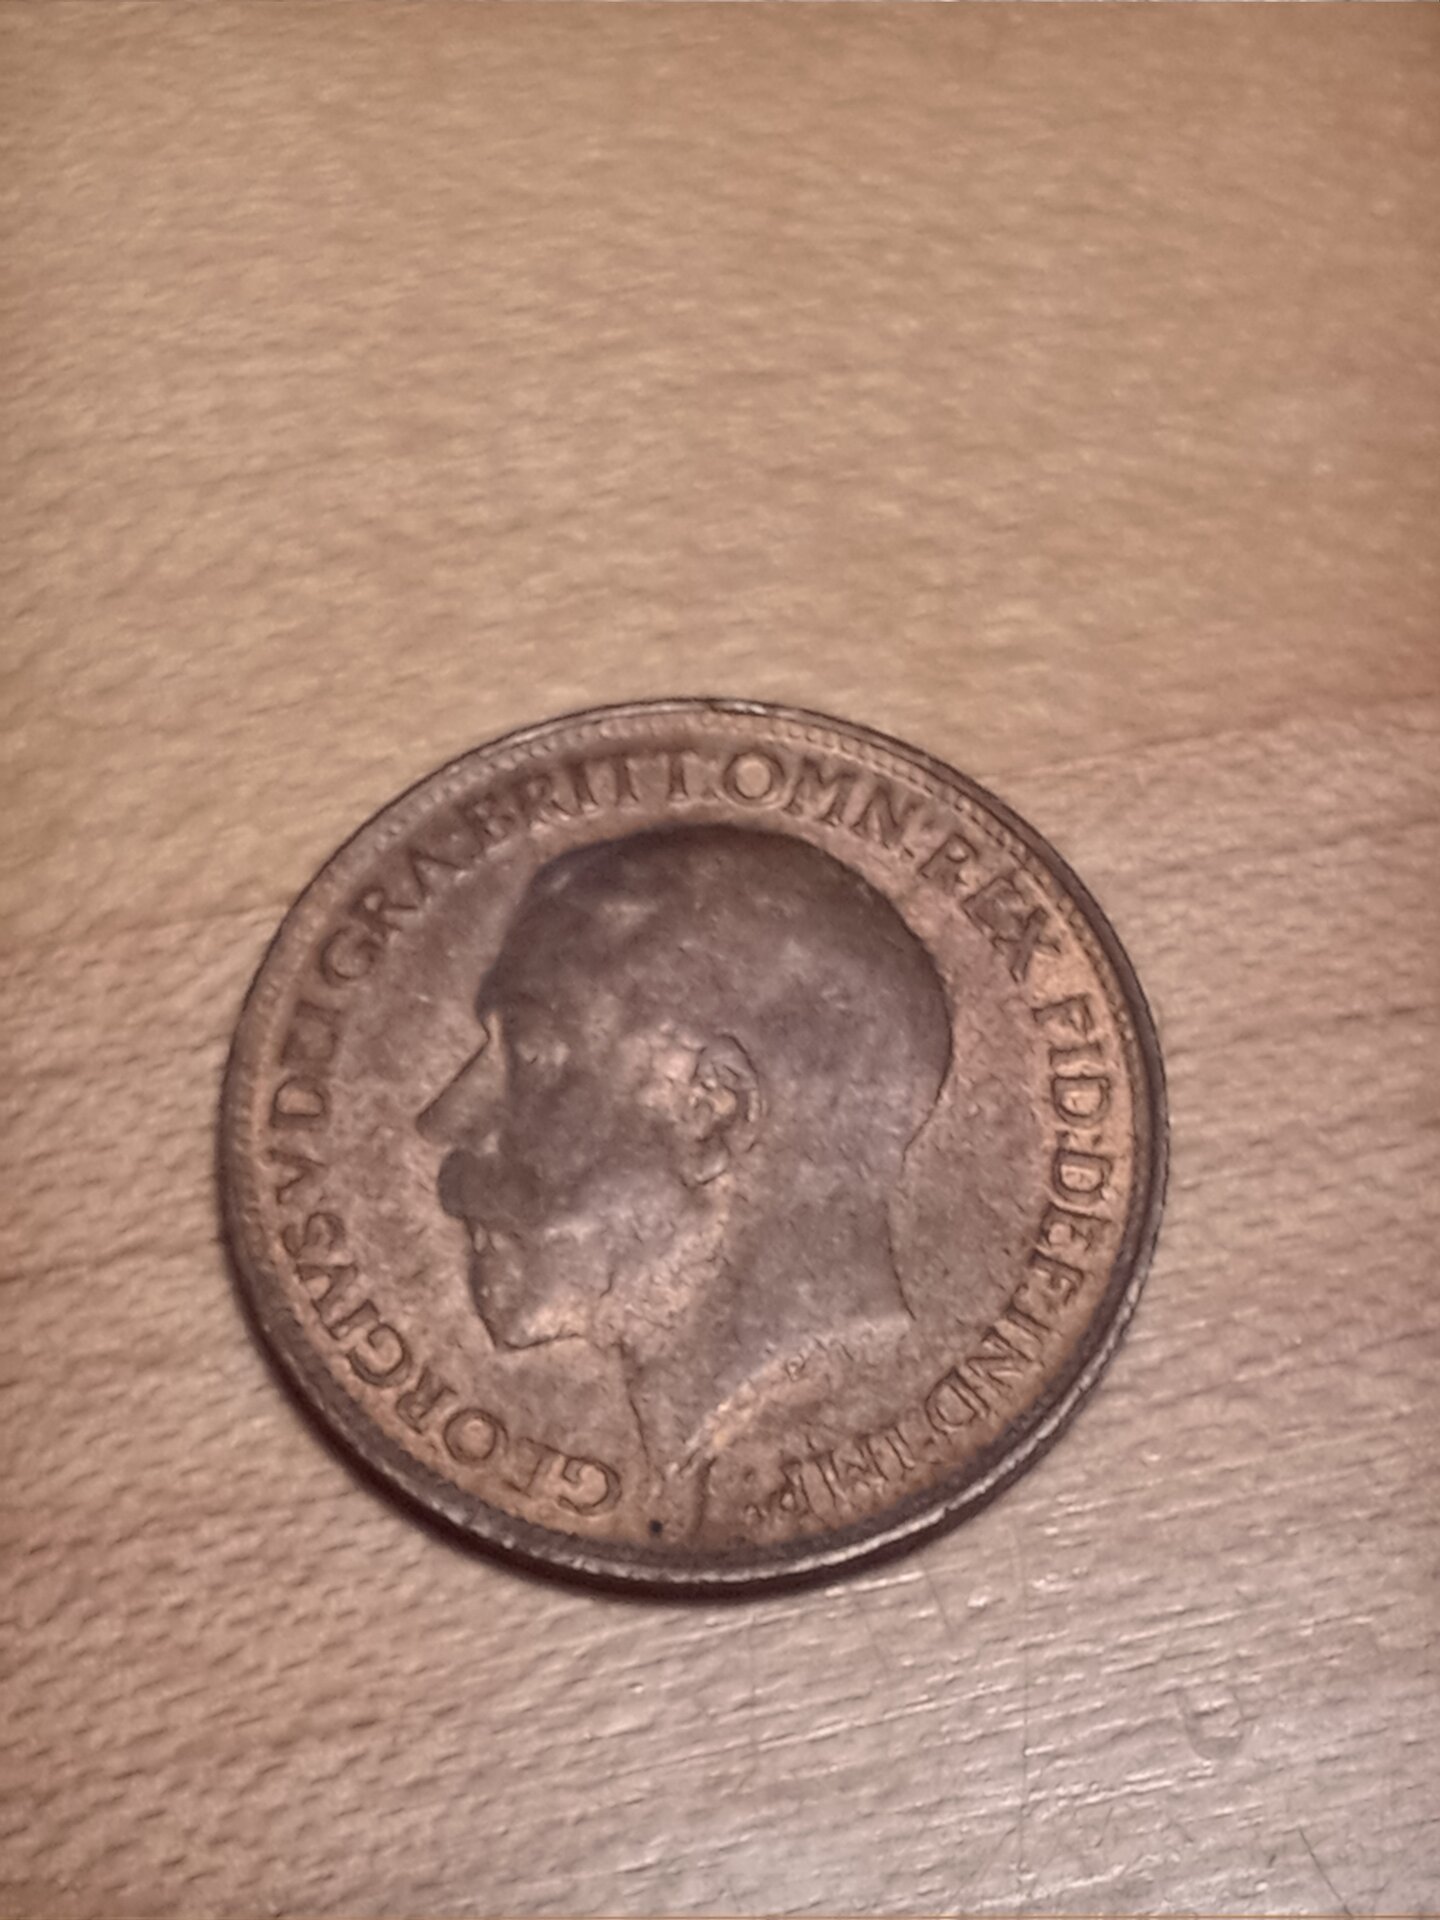 GEORGIVS V DEI GRA: BRITT: OMN: REX FID: DEF: IND: IMP: